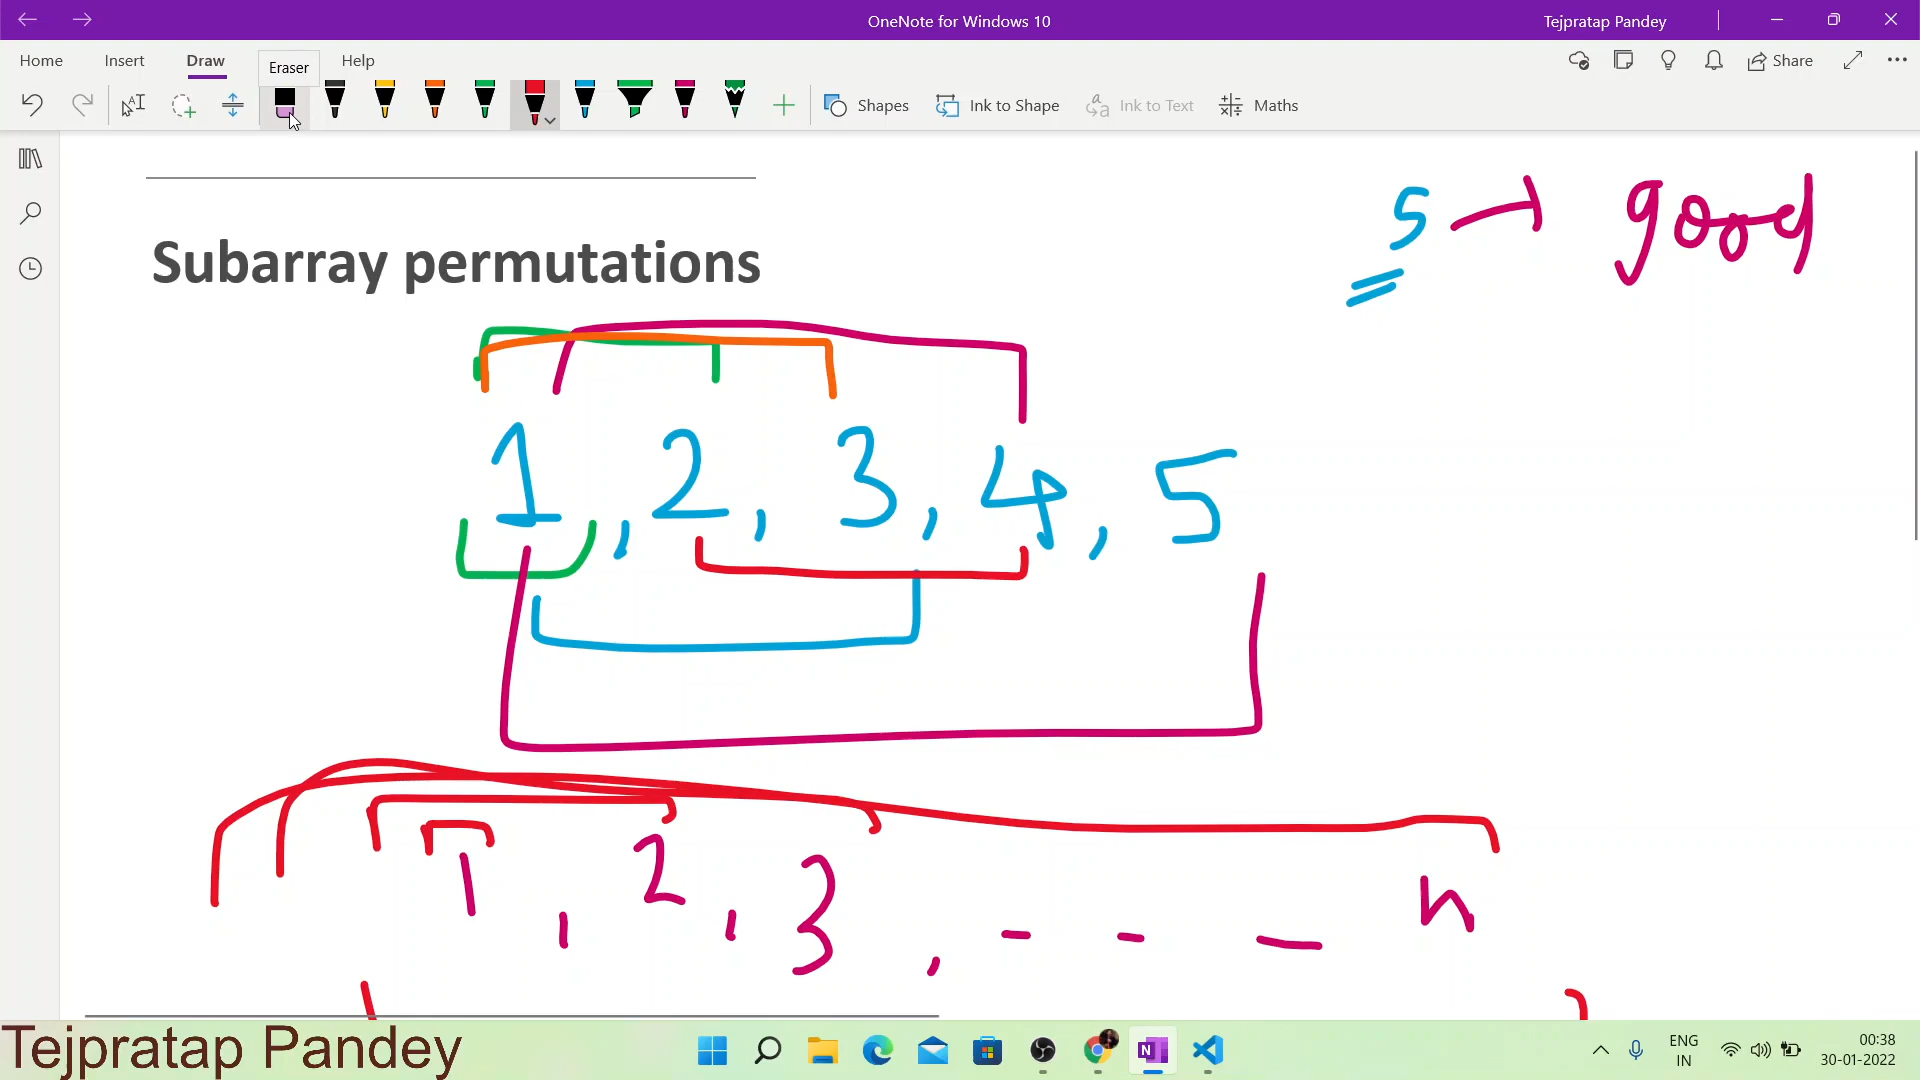 OneNote for Windows 10
Tejpratap Pandey
Home Insert Draw Help
Eraser
Share
Shapes Ink to Shape Ink to Text Maths
5 → good
Subarray permutations
1, 2, 3, 4, 5
1, 2, 3, - - - n
Tejpratap Pandey
ENG
IN
00:38
30-01-2022